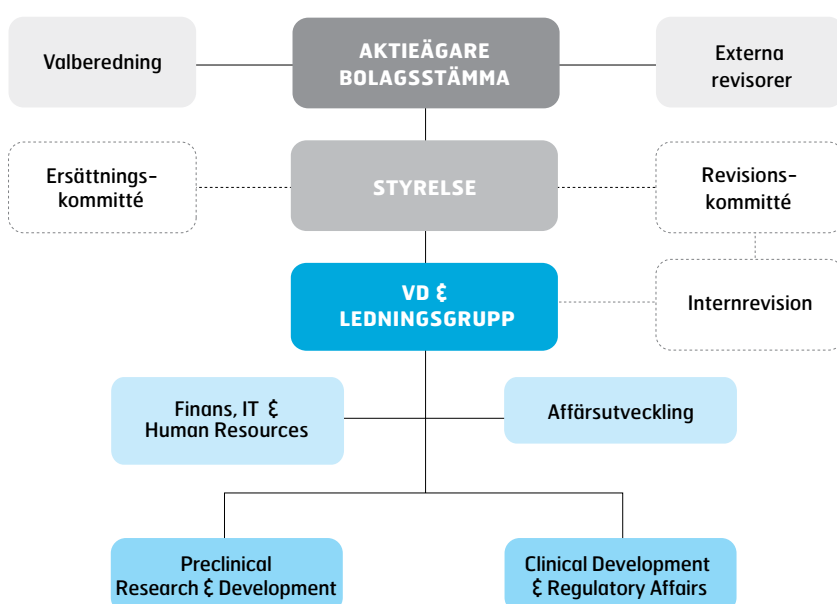 Valberedning
AKTIEÄGARE
BOLAGSSTÄMMA
Externa
revisorer
Ersättnings-
kommitté
STYRELSE
Revisions-
kommitté
VD &
LEDNINGSGRUPP
Internrevision
Finans, IT &
Human Resources
Affärsutveckling
Preclinical
Research & Development
Clinical Development
& Regulatory Affairs